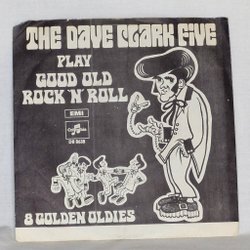 THE DAVE CLARK FIVE
PLAY
GOOD OLD
ROCK 'N' ROLL
EMI
8 GOLDEN OLDIES